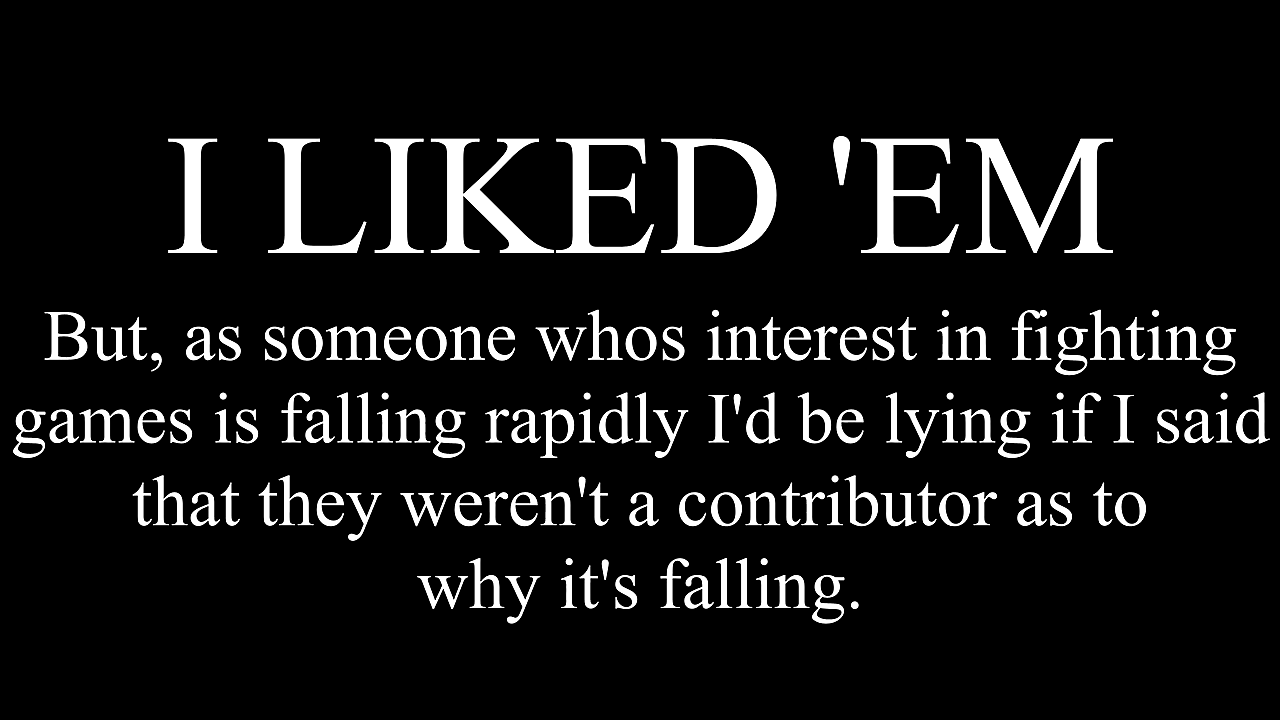 I LIKED 'EM
But, as someone whos interest in fighting
games is falling rapidly I'd be lying if I said
that they weren't a contributor as to
why it's falling.